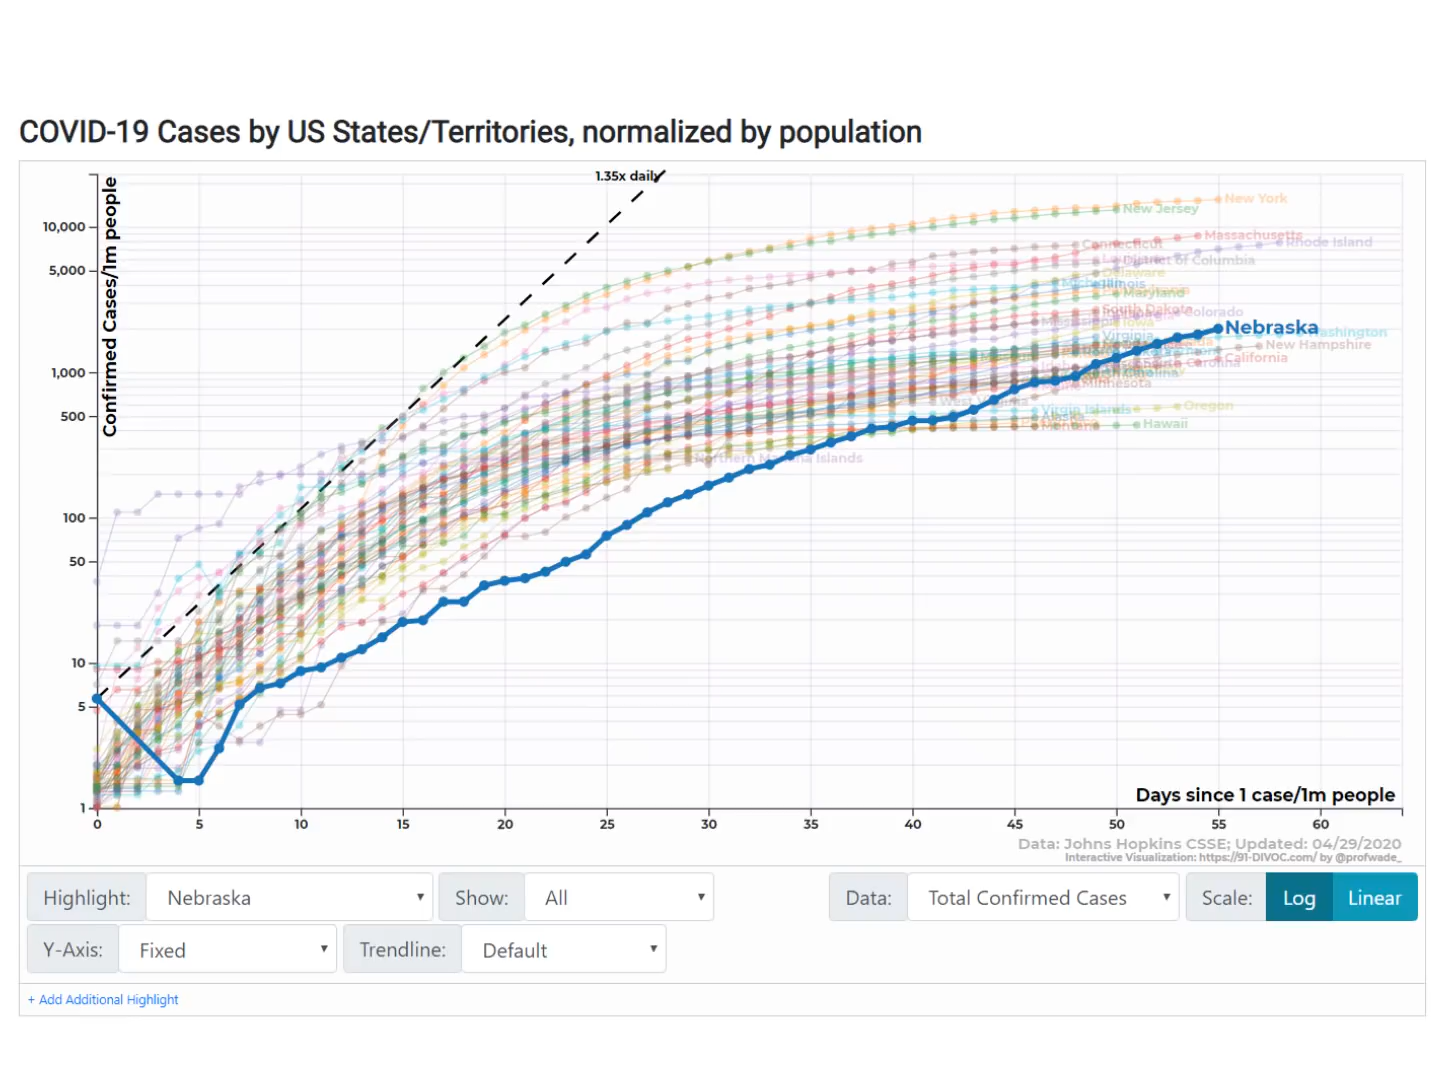 COVID-19 Cases by US States/Territories, normalized by population
1.35x daily
Confirmed Cases/1m people
10,000
5,000
1,000
500
100
50
10
5
1
New York
New Jersey
Massachusetts
Connecticut
Rhode Island
District of Columbia
Delaware
Illinois
Maryland
South Dakota
Colorado
Iowa
Nebraska
Washington
Virginia
New Hampshire
California
Carolina
Minnesota
West Virginia
Virgin Islands
Oregon
Hawaii
Montana
Northern Mariana Islands
Days since 1 case/1m people
0 5 10 15 20 25 30 35 40 45 50 55 60
Data: Johns Hopkins CSSE; Updated: 04/29/2020
Interactive Visualization: https://91-DIVOC.com/ by @profwade_
Highlight: Nebraska Show: All Data: Total Confirmed Cases Scale: Log Linear
Y-Axis: Fixed Trendline: Default
+ Add Additional Highlight